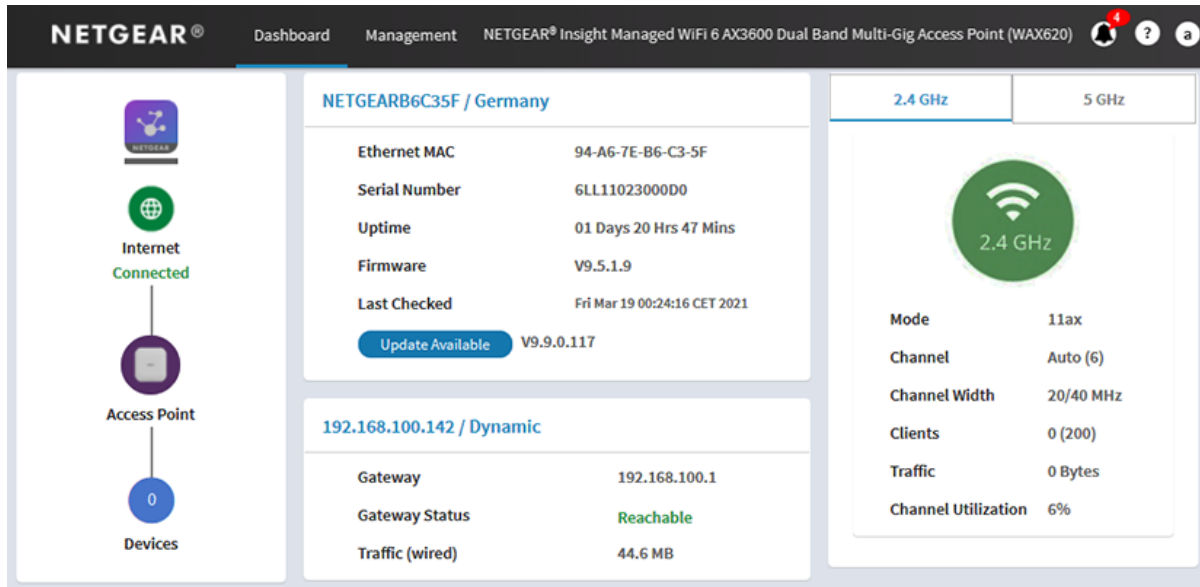 NETGEAR® Dashboard Management NETGEAR® Insight Managed WiFi 6 AX3600 Dual Band Multi-Gig Access Point (WAX620) 4 ? a
NETGEAR
Internet
Connected
Access Point
0
Devices
NETGEARB6C35F / Germany
Ethernet MAC 94-A6-7E-B6-C3-5F
Serial Number 6LL11023000D0
Uptime 01 Days 20 Hrs 47 Mins
Firmware V9.5.1.9
Last Checked Fri Mar 19 00:24:16 CET 2021
Update Available V9.9.0.117
192.168.100.142 / Dynamic
Gateway 192.168.100.1
Gateway Status Reachable
Traffic (wired) 44.6 MB
2.4 GHz 5 GHz
2.4 GHz
Mode 11ax
Channel Auto (6)
Channel Width 20/40 MHz
Clients 0 (200)
Traffic 0 Bytes
Channel Utilization 6%